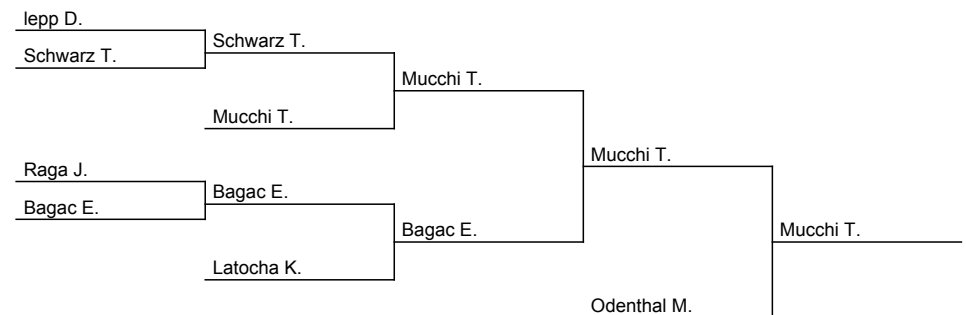 lepp D.
Schwarz T.
Schwarz T.
Mucchi T.
Mucchi T.
Mucchi T.
Raga J.
Bagac E.
Bagac E.
Bagac E.
Mucchi T.
Latocha K.
Odenthal M.